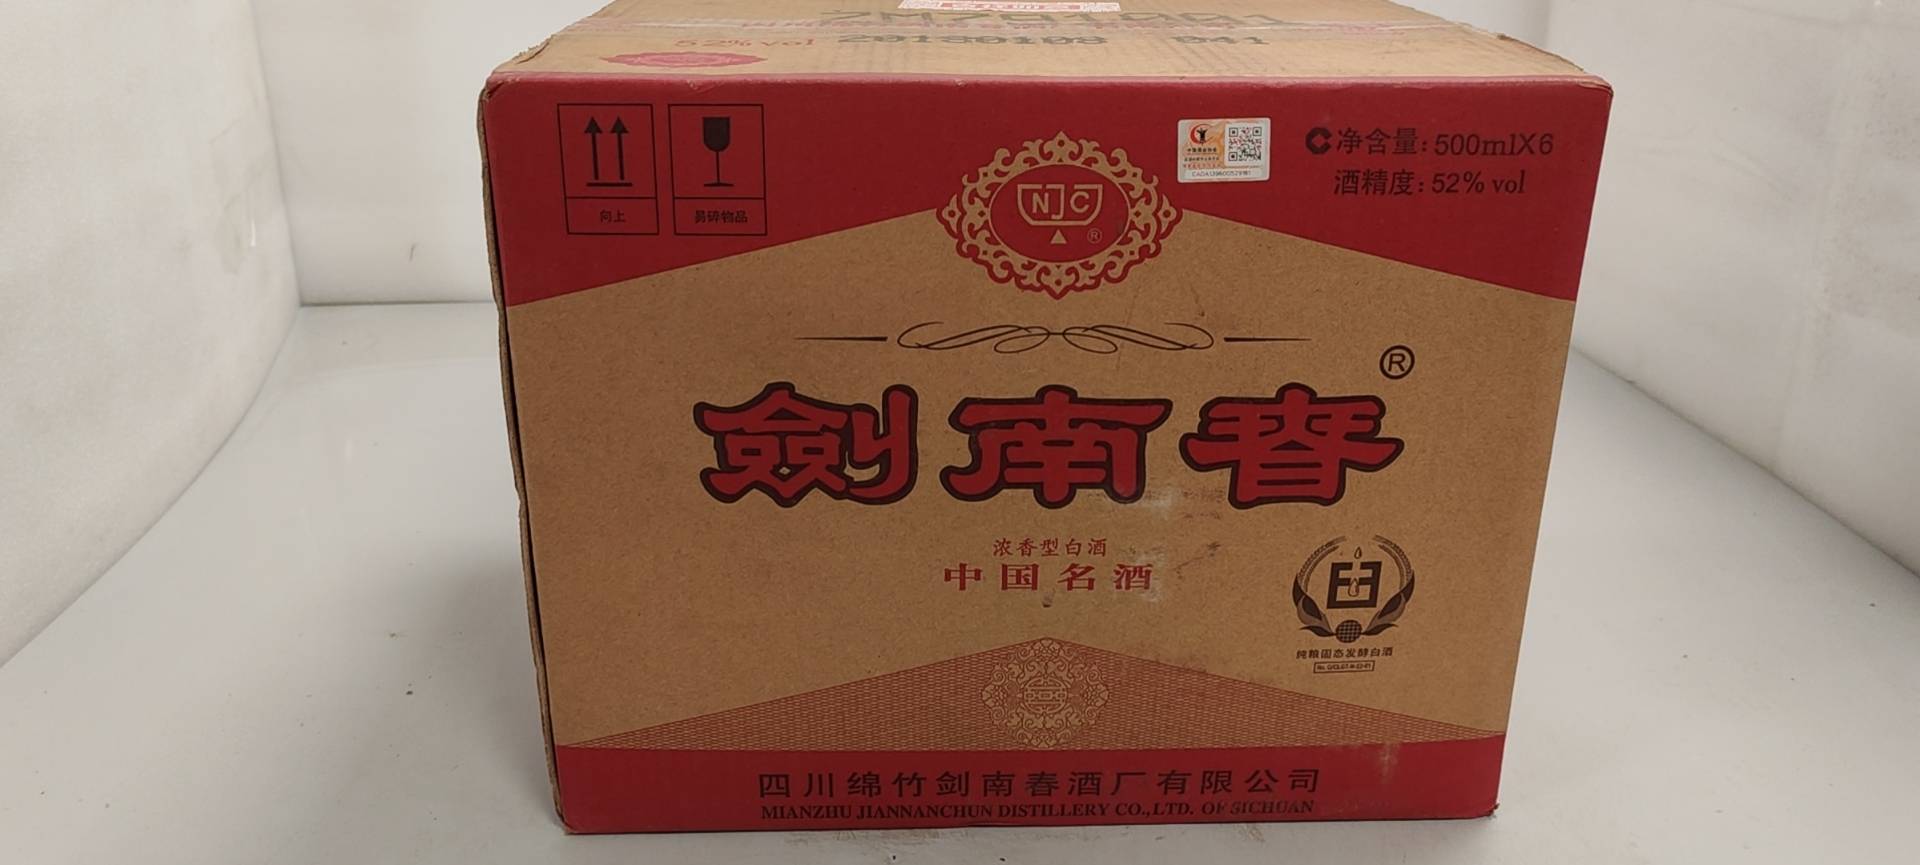 52% vol 20130103 041
向上
易碎物品
CADA1396005291B1
净含量:500mlX6
酒精度:52% vol
NJC
®
®
劍南春
浓香型白酒
中国名酒
纯粮固态发酵白酒
四川绵竹剑南春酒厂有限公司
MIANZHU JIANNANCHUN DISTILLERY CO.,LTD. OF SICHUAN